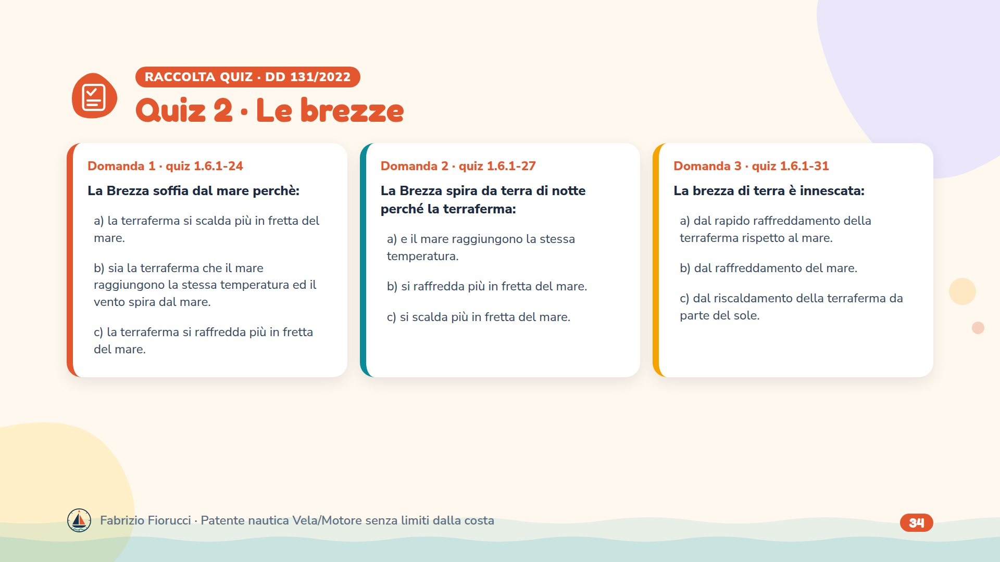 RACCOLTA QUIZ · DD 131/2022
Quiz 2 · Le brezze
Domanda 1 · quiz 1.6.1-24
La Brezza soffia dal mare perchè:
a) la terraferma si scalda più in fretta del
mare.
b) sia la terraferma che il mare
raggiungono la stessa temperatura ed il
vento spira dal mare.
c) la terraferma si raffredda più in fretta
del mare.
Domanda 2 · quiz 1.6.1-27
La Brezza spira da terra di notte
perché la terraferma:
a) e il mare raggiungono la stessa
temperatura.
b) si raffredda più in fretta del mare.
c) si scalda più in fretta del mare.
Domanda 3 · quiz 1.6.1-31
La brezza di terra è innescata:
a) dal rapido raffreddamento della
terraferma rispetto al mare.
b) dal raffreddamento del mare.
c) dal riscaldamento della terraferma da
parte del sole.
Fabrizio Fiorucci · Patente nautica Vela/Motore senza limiti dalla costa
34